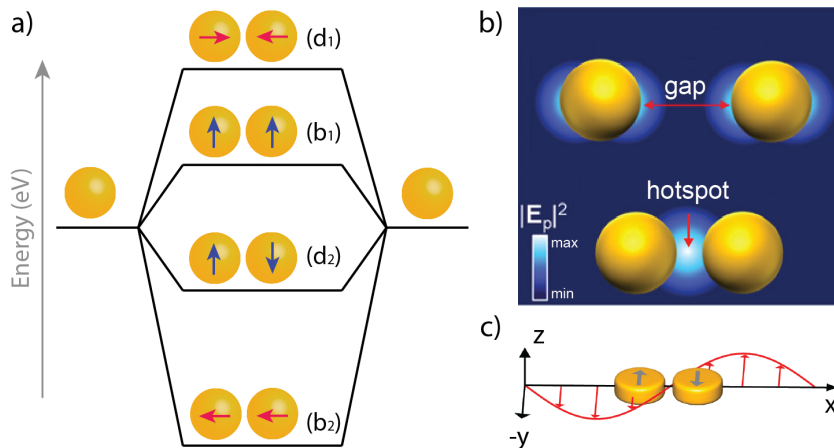 a)
Energy (eV)
(d₁)
(b₁)
(d₂)
(b₂)
b)
gap
hotspot
|Eₚ|²
max
min
c)
z
x
-y